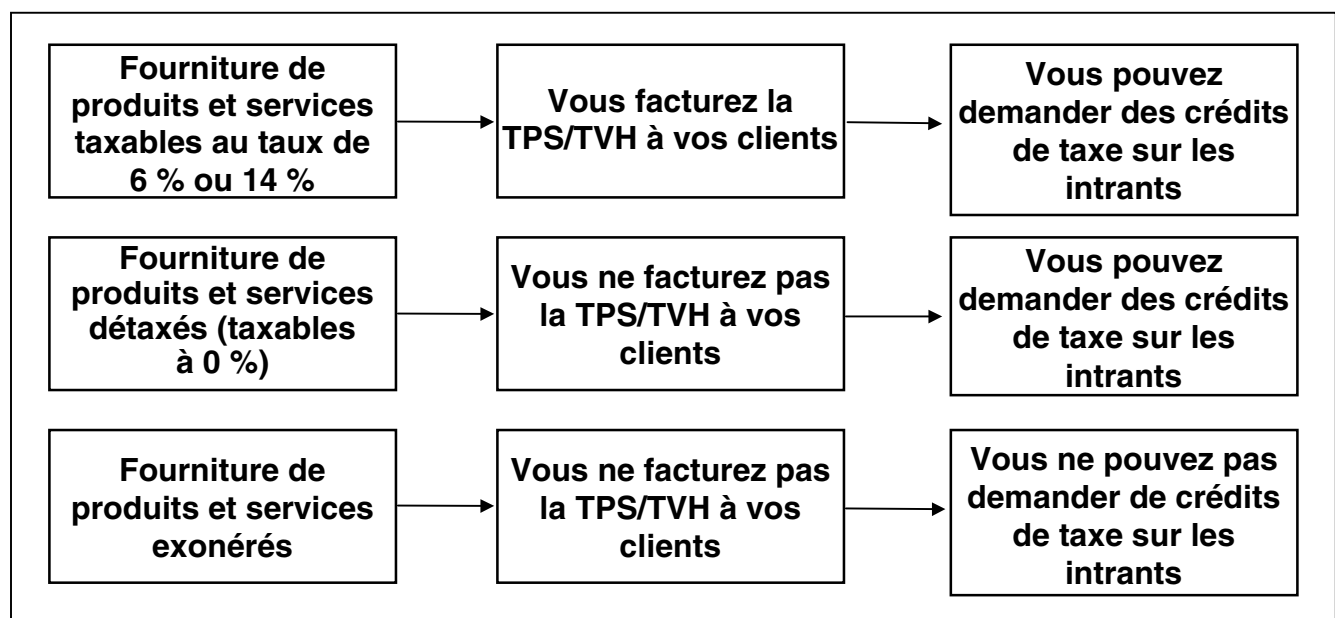 Fourniture de
produits et services
taxables au taux de
6 % ou 14 %
Vous facturez la
TPS/TVH à vos clients
Vous pouvez
demander des crédits
de taxe sur les
intrants
Fourniture de
produits et services
détaxés (taxables
à 0 %)
Vous ne facturez pas
la TPS/TVH à vos
clients
Vous pouvez
demander des crédits
de taxe sur les
intrants
Fourniture de
produits et services
exonérés
Vous ne facturez pas
la TPS/TVH à vos
clients
Vous ne pouvez pas
demander de crédits
de taxe sur les
intrants